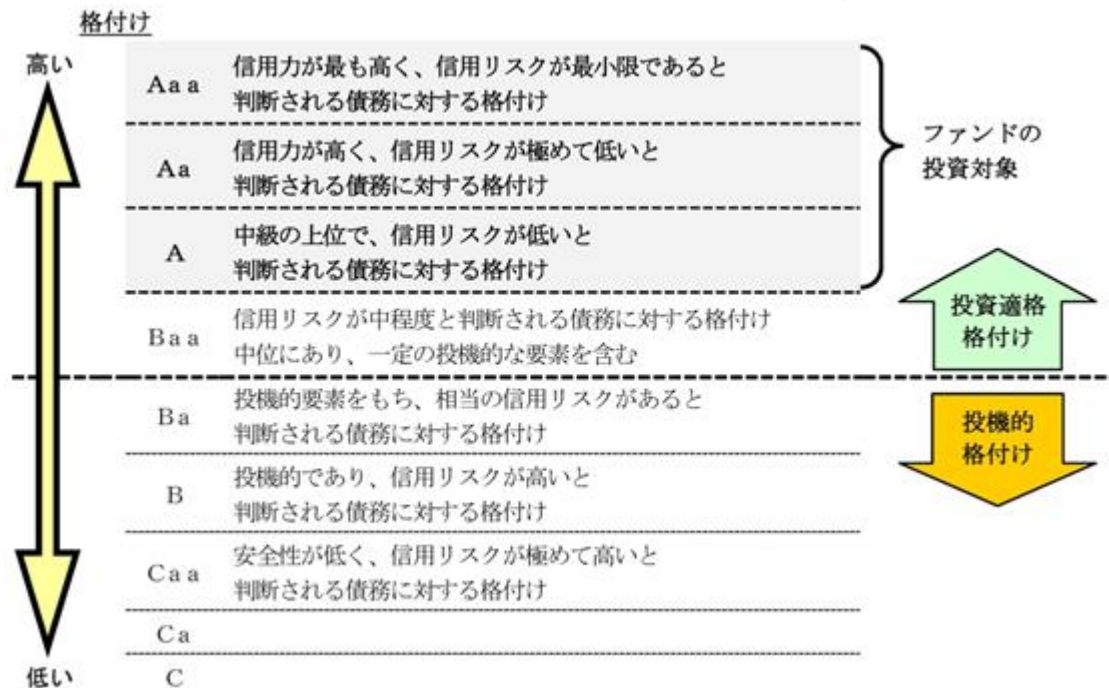 格付け
高い
Aaa
信用力が最も高く、信用リスクが最小限であると
判断される債務に対する格付け
Aa
信用力が高く、信用リスクが極めて低いと
判断される債務に対する格付け
A
中級の上位で、信用リスクが低いと
判断される債務に対する格付け
ファンドの
投資対象
Baa
信用リスクが中程度と判断される債務に対する格付け
中位にあり、一定の投機的な要素を含む
投資適格
格付け
Ba
投機的要素をもち、相当の信用リスクがあると
判断される債務に対する格付け
投機的
格付け
B
投機的であり、信用リスクが高いと
判断される債務に対する格付け
Caa
安全性が低く、信用リスクが極めて高いと
判断される債務に対する格付け
Ca
低い
C